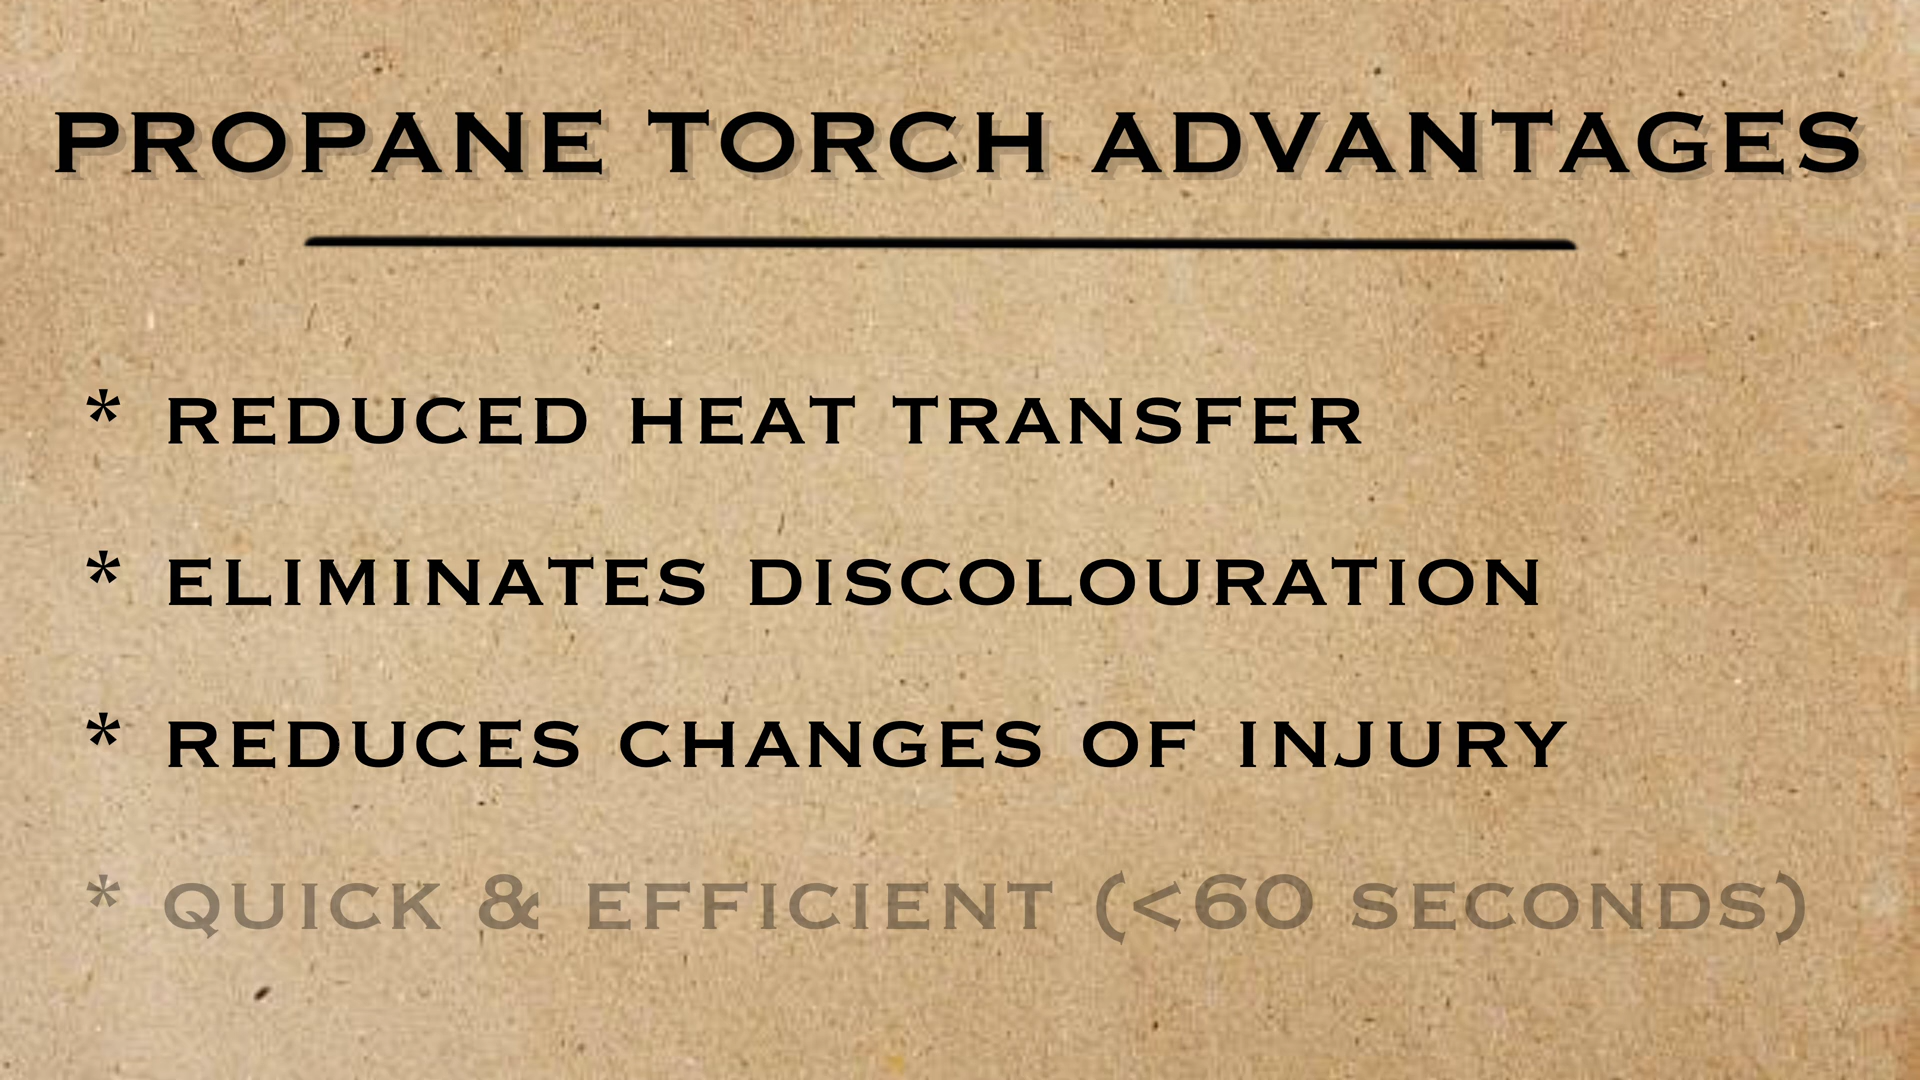 PROPANE TORCH ADVANTAGES
* REDUCED HEAT TRANSFER
* ELIMINATES DISCOLOURATION
* REDUCES CHANGES OF INJURY
* QUICK & EFFICIENT (<60 SECONDS)